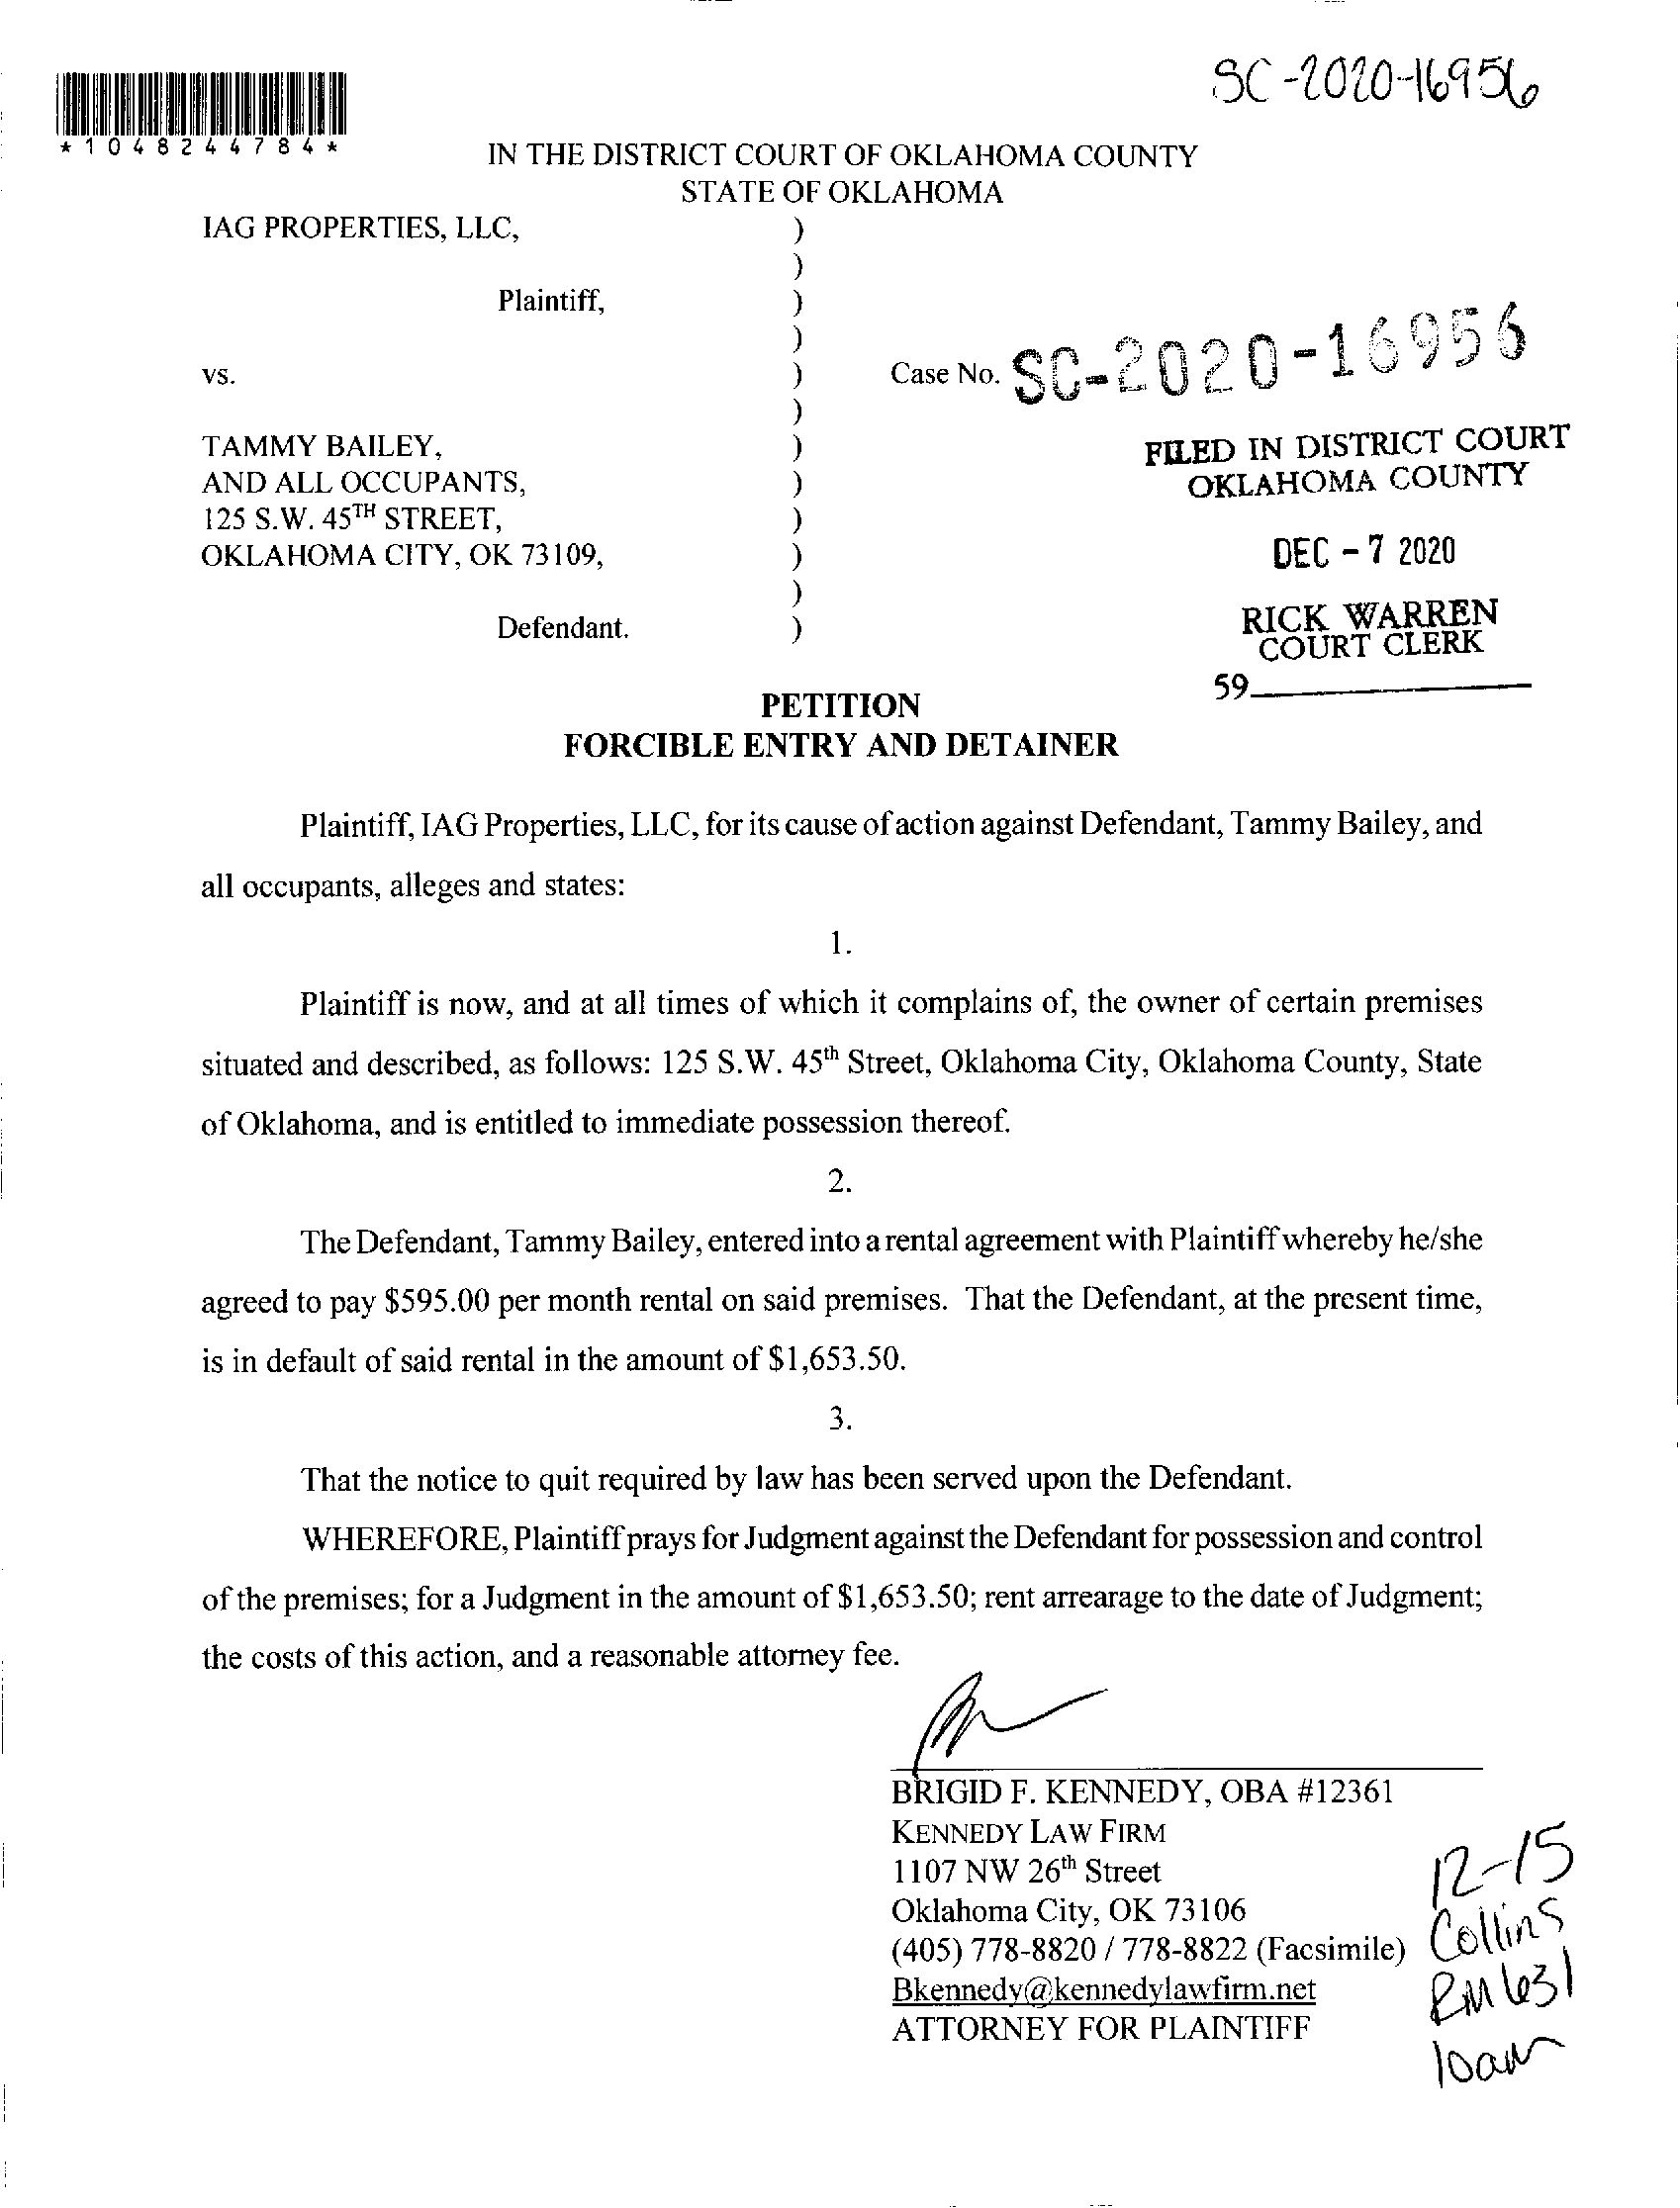 SC-2020-16956
*1048244784*
IN THE DISTRICT COURT OF OKLAHOMA COUNTY
STATE OF OKLAHOMA
IAG PROPERTIES, LLC, )
)
Plaintiff, )
)
vs. ) Case No. SC-2020-16956
)
TAMMY BAILEY, )
AND ALL OCCUPANTS, )
125 S.W. 45TH STREET, )
OKLAHOMA CITY, OK 73109, )
)
Defendant. )
FILED IN DISTRICT COURT
OKLAHOMA COUNTY
DEC - 7 2020
RICK WARREN
COURT CLERK
59
PETITION
FORCIBLE ENTRY AND DETAINER
Plaintiff, IAG Properties, LLC, for its cause of action against Defendant, Tammy Bailey, and
all occupants, alleges and states:
1.
Plaintiff is now, and at all times of which it complains of, the owner of certain premises
situated and described, as follows: 125 S.W. 45th Street, Oklahoma City, Oklahoma County, State
of Oklahoma, and is entitled to immediate possession thereof.
2.
The Defendant, Tammy Bailey, entered into a rental agreement with Plaintiff whereby he/she
agreed to pay $595.00 per month rental on said premises. That the Defendant, at the present time,
is in default of said rental in the amount of $1,653.50.
3.
That the notice to quit required by law has been served upon the Defendant.
WHEREFORE, Plaintiff prays for Judgment against the Defendant for possession and control
of the premises; for a Judgment in the amount of $1,653.50; rent arrearage to the date of Judgment;
the costs of this action, and a reasonable attorney fee.
BRIGID F. KENNEDY, OBA #12361
KENNEDY LAW FIRM
1107 NW 26th Street
Oklahoma City, OK 73106
(405) 778-8820 / 778-8822 (Facsimile)
Bkennedy@kennedylawfirm.net
ATTORNEY FOR PLAINTIFF
12-15
Collins
RM 631
10am